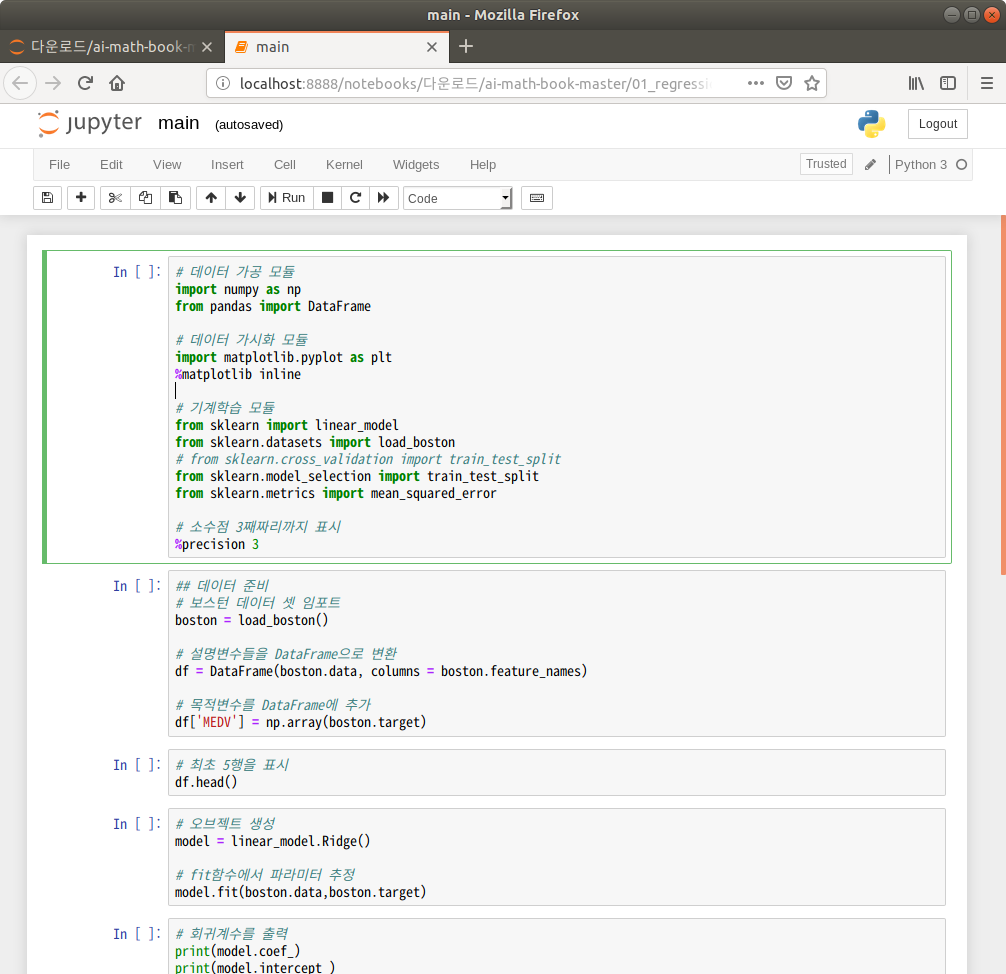 main - Mozilla Firefox
다운로드/ai-math-book-m
main
localhost:8888/notebooks/다운로드/ai-math-book-master/01_regressi
jupyter main (autosaved)
Logout
File Edit View Insert Cell Kernel Widgets Help
Trusted
Python 3
Run
Code
In [ ]:
# 데이터 가공 모듈
import numpy as np
from pandas import DataFrame
# 데이터 가시화 모듈
import matplotlib.pyplot as plt
%matplotlib inline
# 기계학습 모듈
from sklearn import linear_model
from sklearn.datasets import load_boston
# from sklearn.cross_validation import train_test_split
from sklearn.model_selection import train_test_split
from sklearn.metrics import mean_squared_error
# 소수점 3째짜리까지 표시
%precision 3
In [ ]:
## 데이터 준비
# 보스턴 데이터 셋 임포트
boston = load_boston()
# 설명변수들을 DataFrame으로 변환
df = DataFrame(boston.data, columns = boston.feature_names)
# 목적변수를 DataFrame에 추가
df['MEDV'] = np.array(boston.target)
In [ ]:
# 최초 5행을 표시
df.head()
In [ ]:
# 오브젝트 생성
model = linear_model.Ridge()
# fit함수에서 파라미터 추정
model.fit(boston.data,boston.target)
In [ ]:
# 회귀계수를 출력
print(model.coef_)
print(model.intercept_)